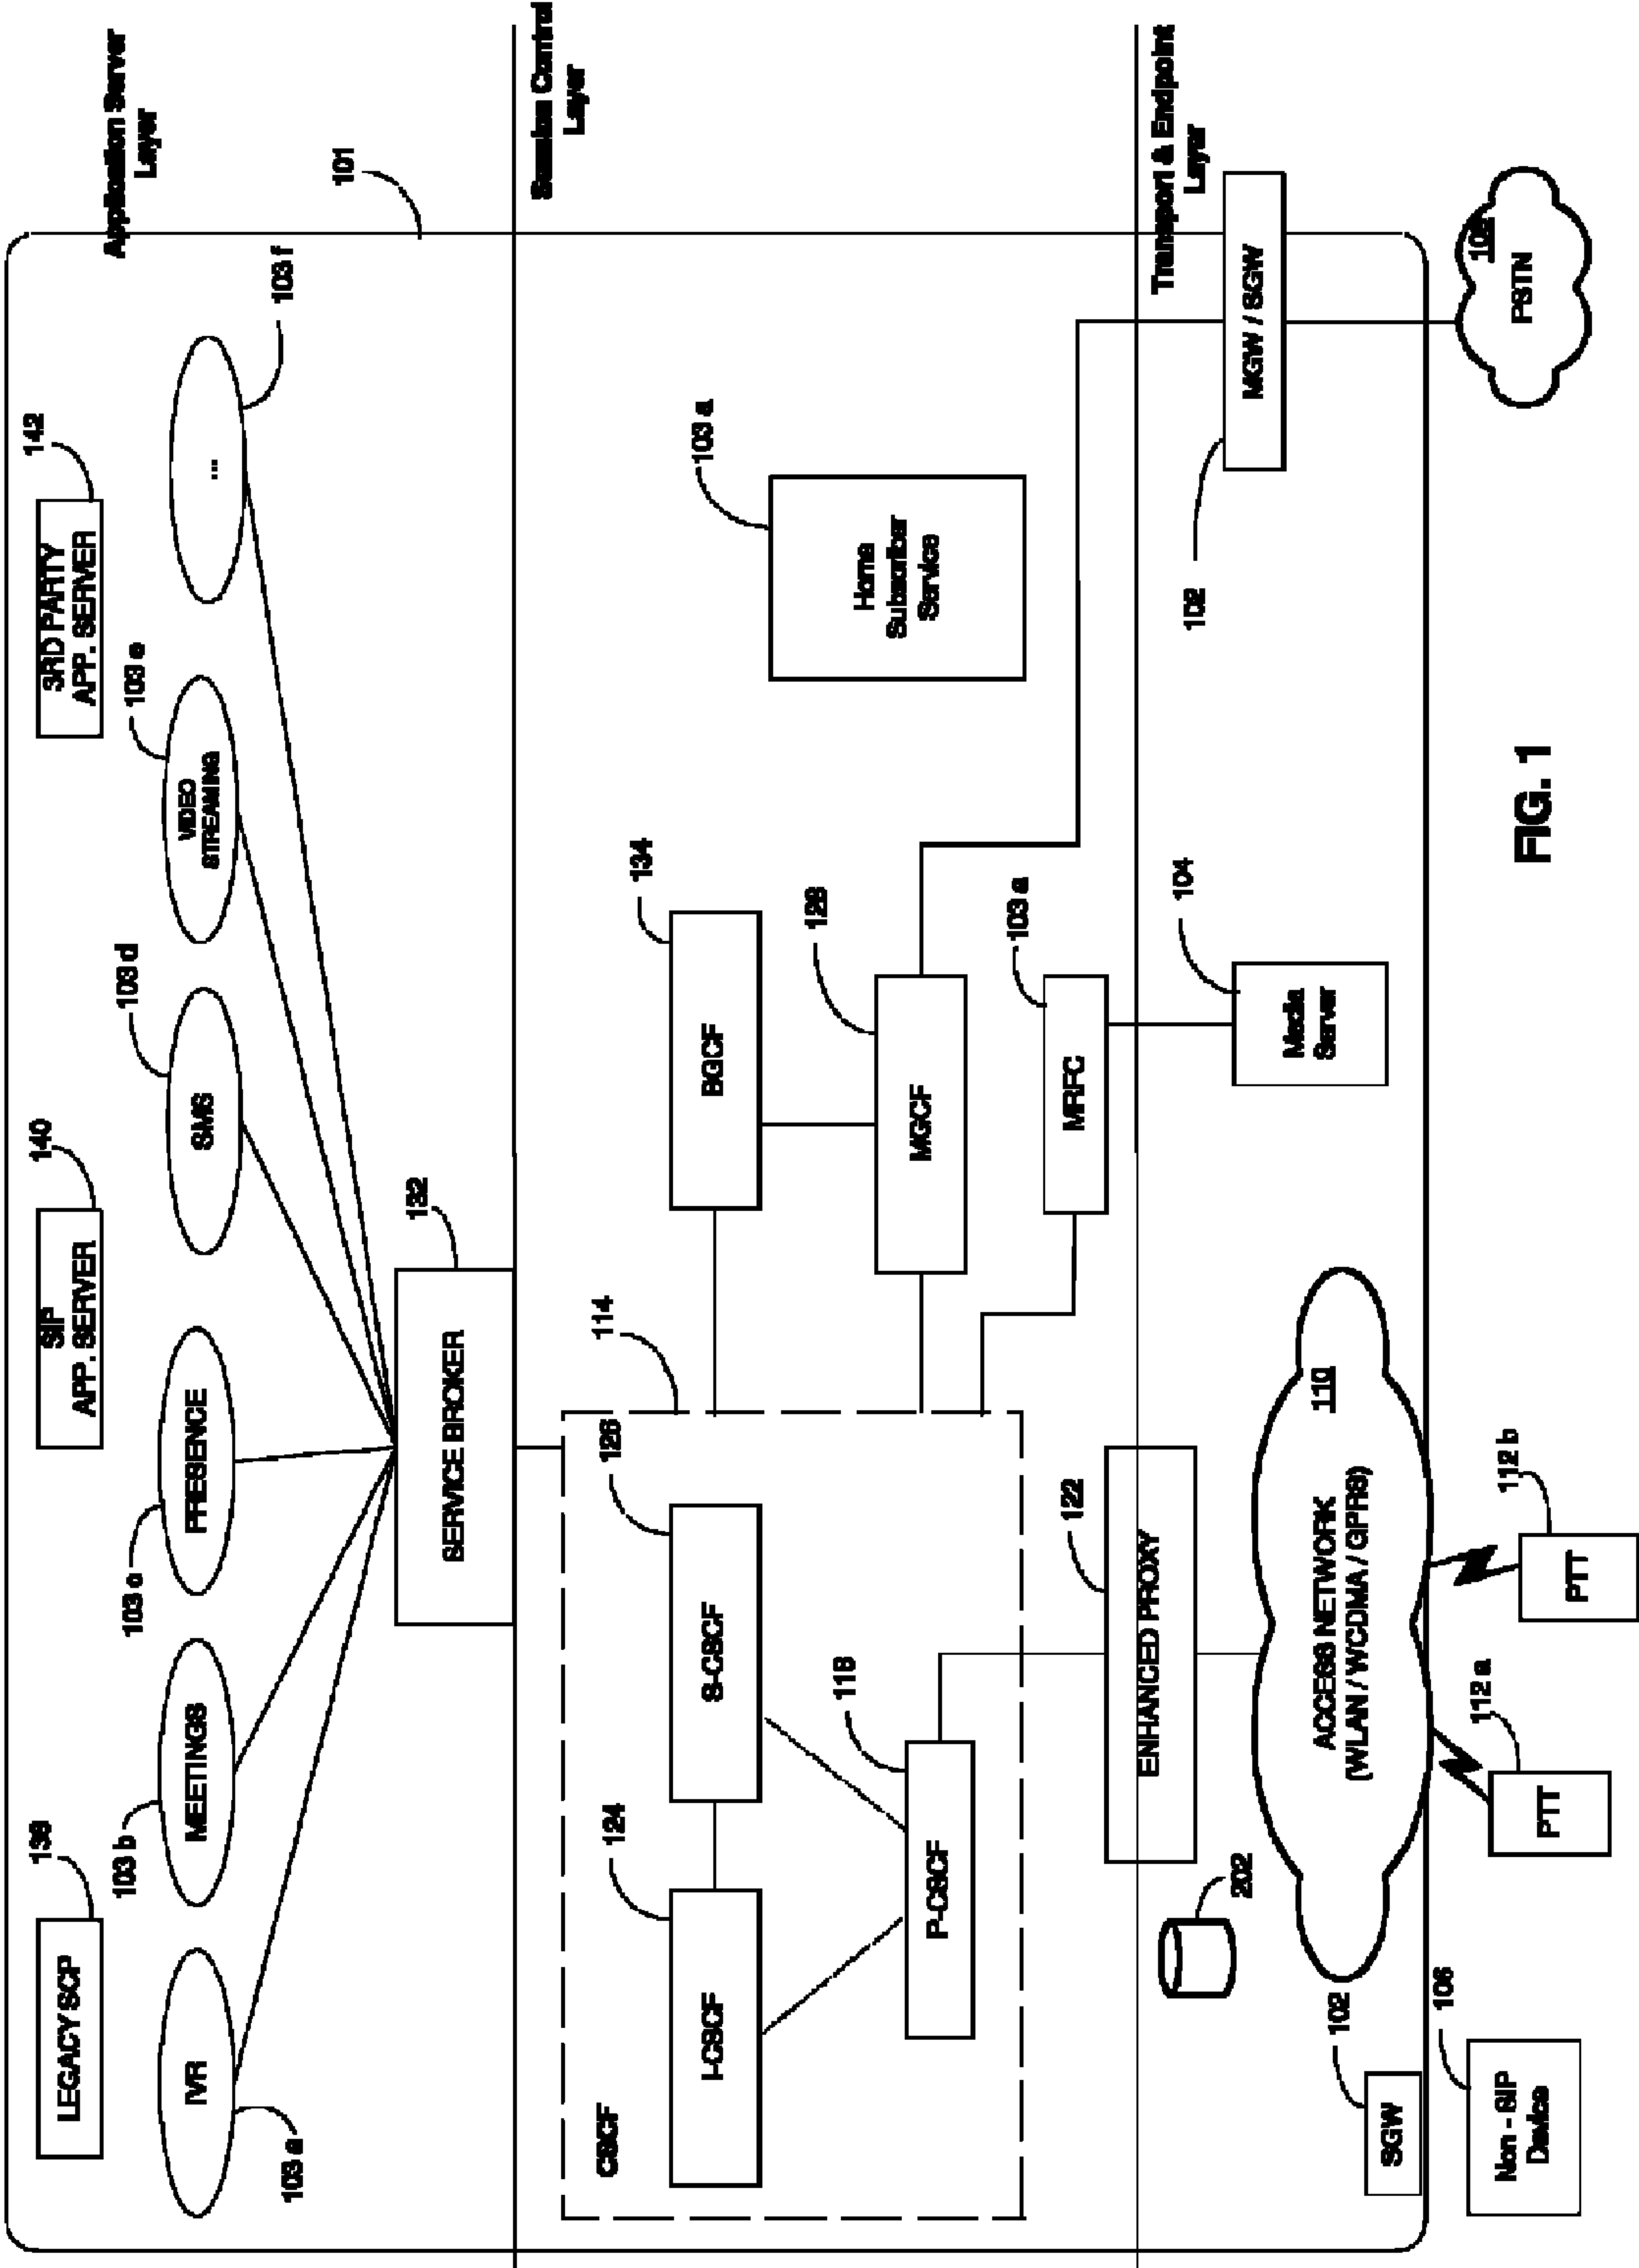 LEGACY SCP
138
SIP
APP. SERVER
140
3RD PARTY
APP. SERVER
142
Application Server
Layer
IVR
103 a
MEETINGS
103 b
PRESENCE
103 c
SMS
103 d
VIDEO
STREAMING
103 e
...
103 f
101
SERVICE BROKER
132
Session Control
Layer
CSCF
114
I-CSCF
124
S-CSCF
126
P-CSCF
118
BGCF
134
MGCF
128
MRFC
103 a
Home
Subscriber
Service
103 a
Transport & Endpoint
Layer
ENHANCED PROXY
122
202
Media
Server
104
MGW / SGW
102
ACCESS NETWORK
(WLAN / WCDMA / GPRS)
110
SGW
102
Non - SIP
Device
106
PTT
112 a
PTT
112 b
PSTN
FIG. 1